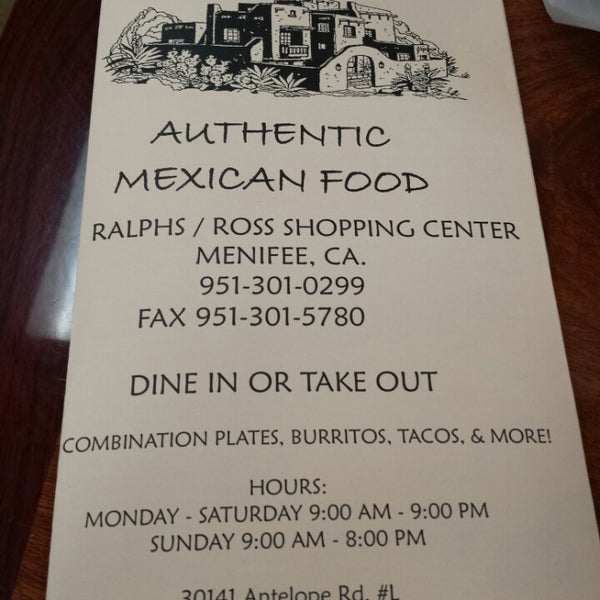 AUTHENTIC
MEXICAN FOOD
RALPHS / ROSS SHOPPING CENTER
MENIFEE, CA.
951-301-0299
FAX 951-301-5780
DINE IN OR TAKE OUT
COMBINATION PLATES, BURRITOS, TACOS, & MORE!
HOURS:
MONDAY - SATURDAY 9:00 AM - 9:00 PM
SUNDAY 9:00 AM - 8:00 PM
30141 Antelope Rd. #L